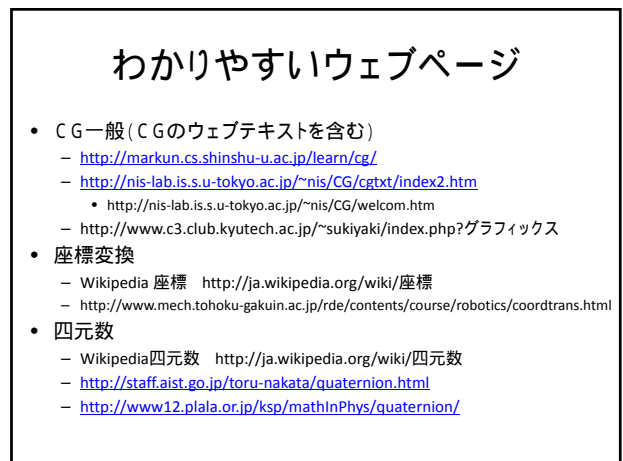 わかりやすいウェブページ
• CG一般(CGのウェブテキストを含む)
– http://markun.cs.shinshu-u.ac.jp/learn/cg/
– http://nis-lab.is.s.u-tokyo.ac.jp/~nis/CG/cgtxt/index2.htm
• http://nis-lab.is.s.u-tokyo.ac.jp/~nis/CG/welcom.htm
– http://www.c3.club.kyutech.ac.jp/~sukiyaki/index.php?グラフィックス
• 座標変換
– Wikipedia 座標 http://ja.wikipedia.org/wiki/座標
– http://www.mech.tohoku-gakuin.ac.jp/rde/contents/course/robotics/coordtrans.html
• 四元数
– Wikipedia四元数 http://ja.wikipedia.org/wiki/四元数
– http://staff.aist.go.jp/toru-nakata/quaternion.html
– http://www12.plala.or.jp/ksp/mathInPhys/quaternion/